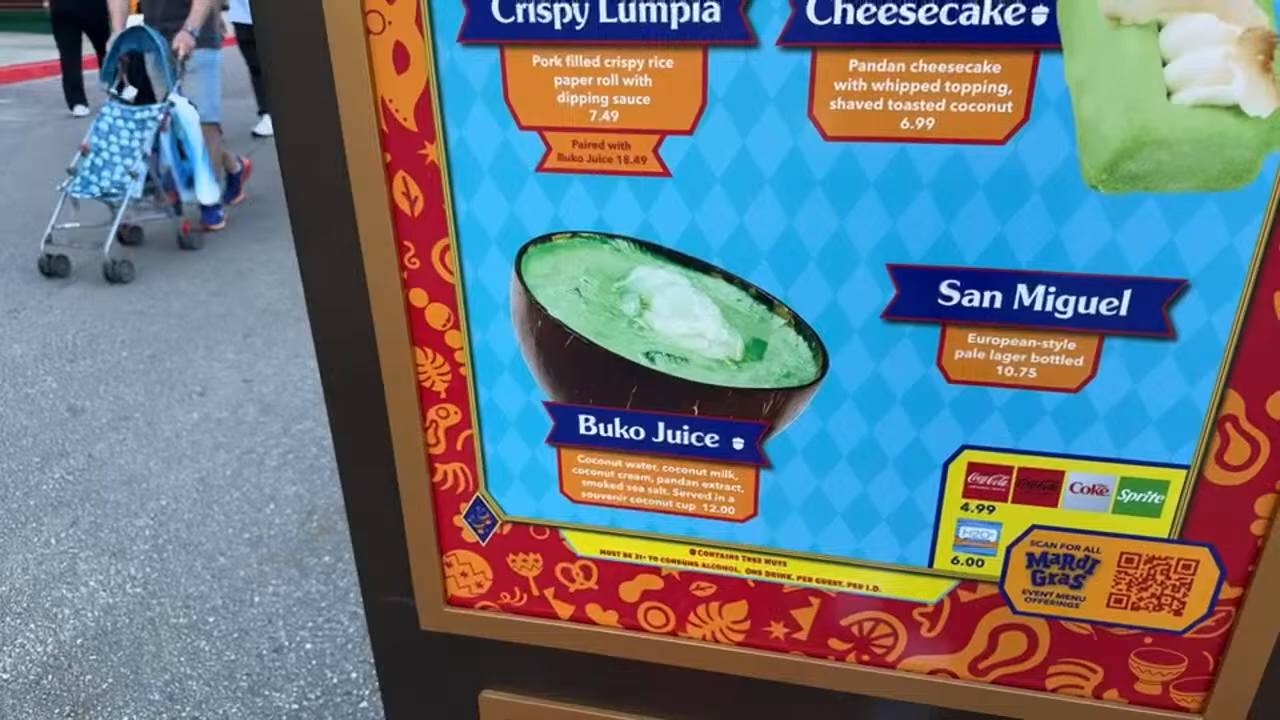 Crispy Lumpia
Pork filled crispy rice
paper roll with
dipping sauce
7.49
Paired with
Buko Juice 18.49
Cheesecake
Pandan cheesecake
with whipped topping,
shaved toasted coconut
6.99
San Miguel
European-style
pale lager bottled
10.75
Buko Juice
Coconut water, coconut milk,
coconut cream, pandan extract,
smoked sea salt. Served in a
souvenir coconut cup 12.00
Coca-Cola
Coca-Cola
Coke
Sprite
4.99
6.00
CONTAINS TREE NUTS
MUST BE 21+ TO CONSUME ALCOHOL. ONE DRINK, PER GUEST, PER I.D.
SCAN FOR ALL
MARDI
GRAS
EVENT MENU
OFFERINGS